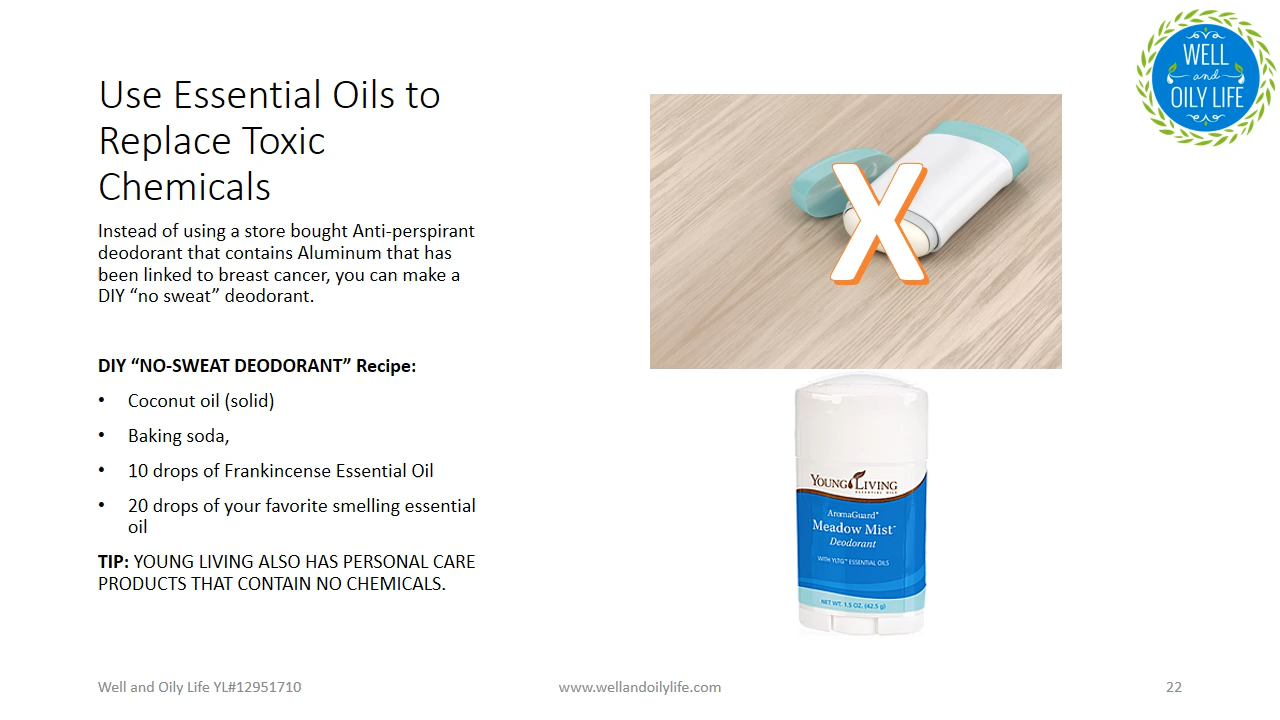 WELL
and
OILY LIFE
Use Essential Oils to
Replace Toxic
Chemicals
Instead of using a store bought Anti-perspirant
deodorant that contains Aluminum that has
been linked to breast cancer, you can make a
DIY “no sweat” deodorant.
DIY “NO-SWEAT DEODORANT” Recipe:
• Coconut oil (solid)
• Baking soda,
• 10 drops of Frankincense Essential Oil
• 20 drops of your favorite smelling essential
oil
TIP: YOUNG LIVING ALSO HAS PERSONAL CARE
PRODUCTS THAT CONTAIN NO CHEMICALS.
X
YOUNG LIVING
ESSENTIAL OILS
AromaGuard™
Meadow Mist™
Deodorant
WITH YLTG™ ESSENTIAL OILS
NET WT. 1.5 OZ. (42.5 g)
Well and Oily Life YL#12951710
www.wellandoilylife.com
22